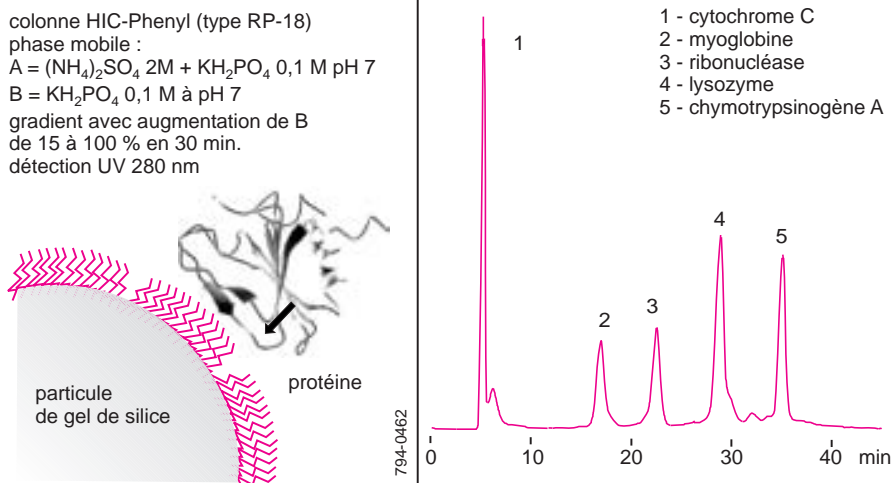 colonne HIC-Phenyl (type RP-18)
phase mobile :
A = (NH₄)₂SO₄ 2M + KH₂PO₄ 0,1 M pH 7
B = KH₂PO₄ 0,1 M à pH 7
gradient avec augmentation de B
de 15 à 100 % en 30 min.
détection UV 280 nm
particule
de gel de silice
protéine
794-0462
1 - cytochrome C
2 - myoglobine
3 - ribonucléase
4 - lysozyme
5 - chymotrypsinogène A
1
2
3
4
5
0 10 20 30 40 min